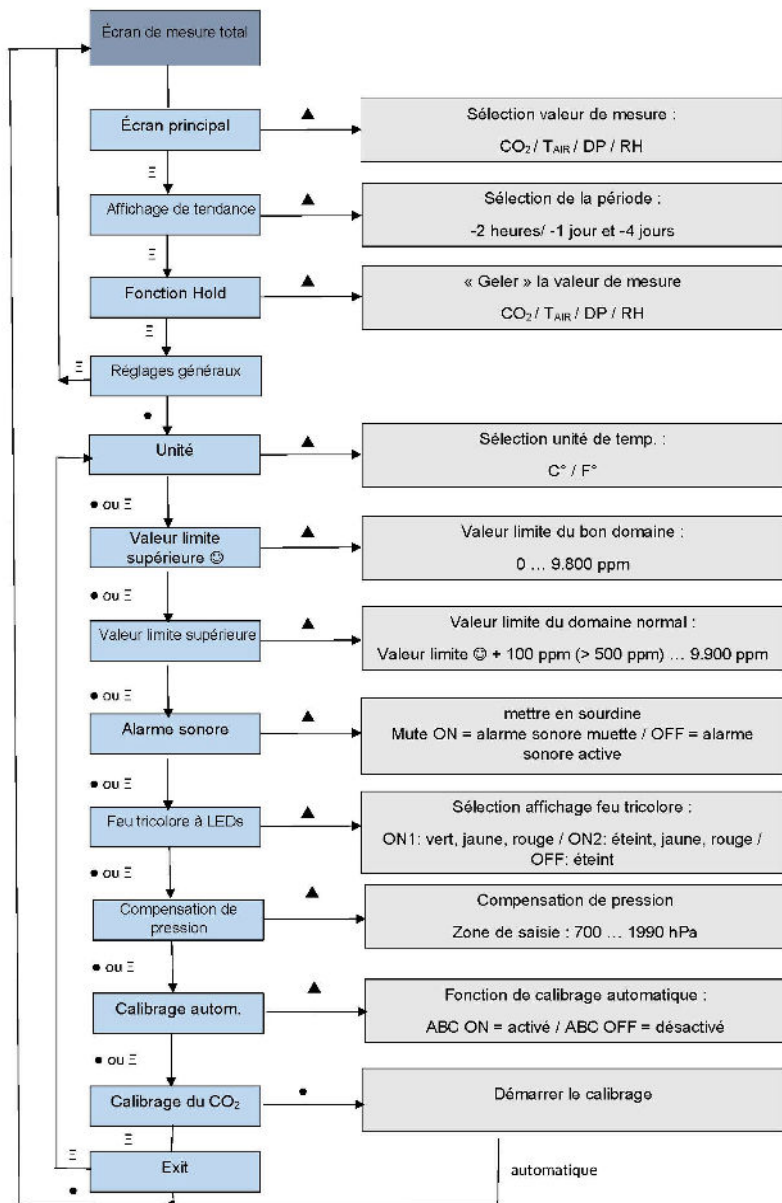 Écran de mesure total
Écran principal
▲
Sélection valeur de mesure :
CO₂ / TAIR / DP / RH
Ξ
Affichage de tendance
▲
Sélection de la période :
-2 heures/ -1 jour et -4 jours
Ξ
Fonction Hold
▲
« Geler » la valeur de mesure
CO₂ / TAIR / DP / RH
Ξ
Ξ
Réglages généraux
●
Unité
▲
Sélection unité de temp. :
C° / F°
● ou Ξ
Valeur limite
supérieure ☺
▲
Valeur limite du bon domaine :
0 … 9.800 ppm
● ou Ξ
Valeur limite supérieure
▲
Valeur limite du domaine normal :
Valeur limite ☺ + 100 ppm (> 500 ppm) … 9.900 ppm
● ou Ξ
Alarme sonore
▲
mettre en sourdine
Mute ON = alarme sonore muette / OFF = alarme
sonore active
● ou Ξ
Feu tricolore à LEDs
▲
Sélection affichage feu tricolore :
ON1: vert, jaune, rouge / ON2: éteint, jaune, rouge /
OFF: éteint
● ou Ξ
Compensation de
pression
▲
Compensation de pression
Zone de saisie : 700 … 1990 hPa
● ou Ξ
Calibrage autom.
▲
Fonction de calibrage automatique :
ABC ON = activé / ABC OFF = désactivé
● ou Ξ
Calibrage du CO₂
●
Démarrer le calibrage
Ξ
Ξ
Exit
●
automatique